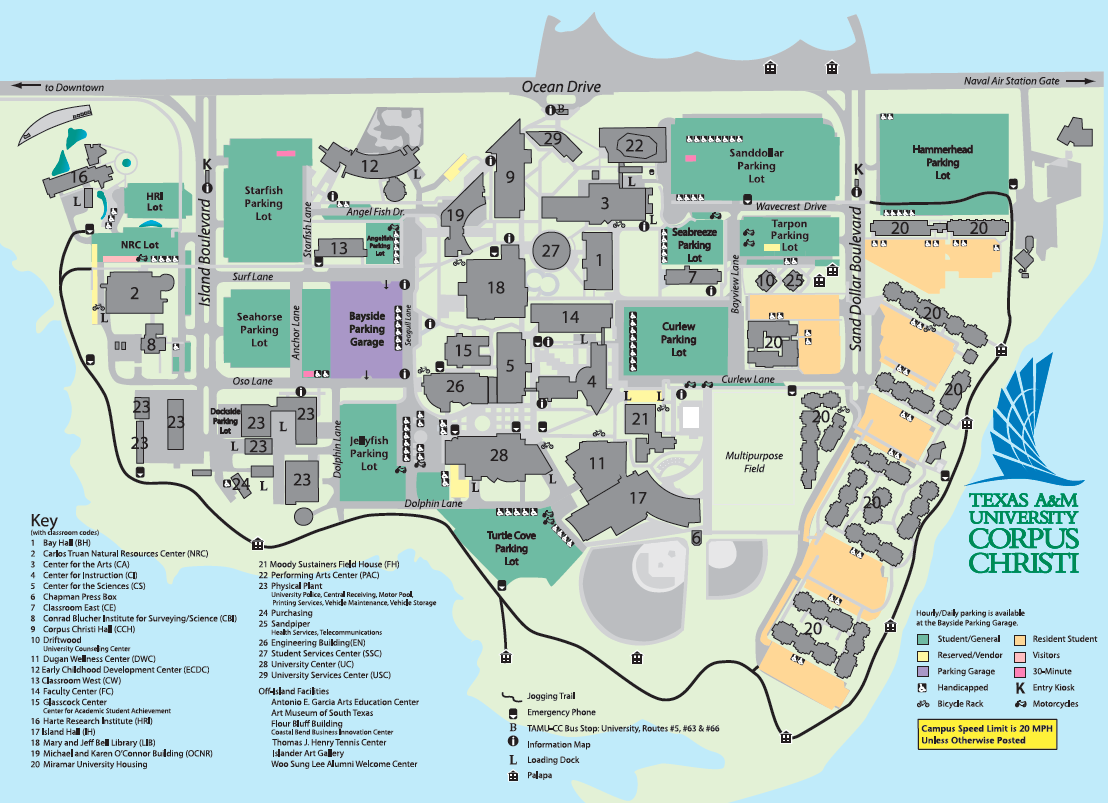 to Downtown
Ocean Drive
Naval Air Station Gate
B
29
22
12
L
9
16
L
K
HRI
Lot
Starfish
Parking
Lot
Sanddollar
Parking
Lot
K
Hammerhead
Parking
Lot
L
3
L
19
Angel Fish Dr.
Wavecrest Drive
NRC Lot
Island Boulevard
Starfish Lane
13
Angelfish
Parking
Lot
27
1
Seabreeze
Parking
Lot
Tarpon
Parking
Lot
20
20
Surf Lane
2
L
18
7
Bayview Lane
10
25
Sand Dollar Boulevard
Seahorse
Parking
Lot
Anchor Lane
Bayside
Parking
Garage
Seagull Lane
14
L
Curlew
Parking
Lot
20
20
8
15
5
4
26
Oso Lane
Curlew Lane
20
23
23
23
Dockside
Parking
Lot
23
23
L
L
23
23
24
L
Dolphin Lane
Jellyfish
Parking
Lot
L
L
21
20
28
L
L
11
Multipurpose
Field
20
17
Dolphin Lane
Turtle Cove
Parking
Lot
6
20
TEXAS A&M
UNIVERSITY
CORPUS
CHRISTI
Key
(with classroom codes)
1 Bay Hall (BH)
2 Carlos Truan Natural Resources Center (NRC)
3 Center for the Arts (CA)
4 Center for Instruction (CI)
5 Center for the Sciences (CS)
6 Chapman Press Box
7 Classroom East (CE)
8 Conrad Blucher Institute for Surveying/Science (CBI)
9 Corpus Christi Hall (CCH)
10 Driftwood
University Counseling Center
11 Dugan Wellness Center (DWC)
12 Early Childhood Development Center (ECDC)
13 Classroom West (CW)
14 Faculty Center (FC)
15 Glasscock Center
Center for Academic Student Achievement
16 Harte Research Institute (HRI)
17 Island Hall (IH)
18 Mary and Jeff Bell Library (LIB)
19 Michael and Karen O'Connor Building (OCNR)
20 Miramar University Housing
21 Moody Sustainers Field House (FH)
22 Performing Arts Center (PAC)
23 Physical Plant
University Police, Central Receiving, Motor Pool,
Printing Services, Vehicle Maintenance, Vehicle Storage
24 Purchasing
25 Sandpiper
Health Services, Telecommunications
26 Engineering Building(EN)
27 Student Services Center (SSC)
28 University Center (UC)
29 University Services Center (USC)
Off-Island Facilities
Antonio E. Garcia Arts Education Center
Art Museum of South Texas
Flour Bluff Building
Coastal Bend Business Innovation Center
Thomas J. Henry Tennis Center
Islander Art Gallery
Woo Sung Lee Alumni Welcome Center
Jogging Trail
Emergency Phone
B TAMU-CC Bus Stop: University, Routes #5, #63 & #66
Information Map
L Loading Dock
Palapa
Hourly/Daily parking is available
at the Bayside Parking Garage.
Student/General
Resident Student
Reserved/Vendor
Visitors
Parking Garage
30-Minute
Handicapped
K Entry Kiosk
Bicycle Rack
Motorcycles
Campus Speed Limit is 20 MPH
Unless Otherwise Posted